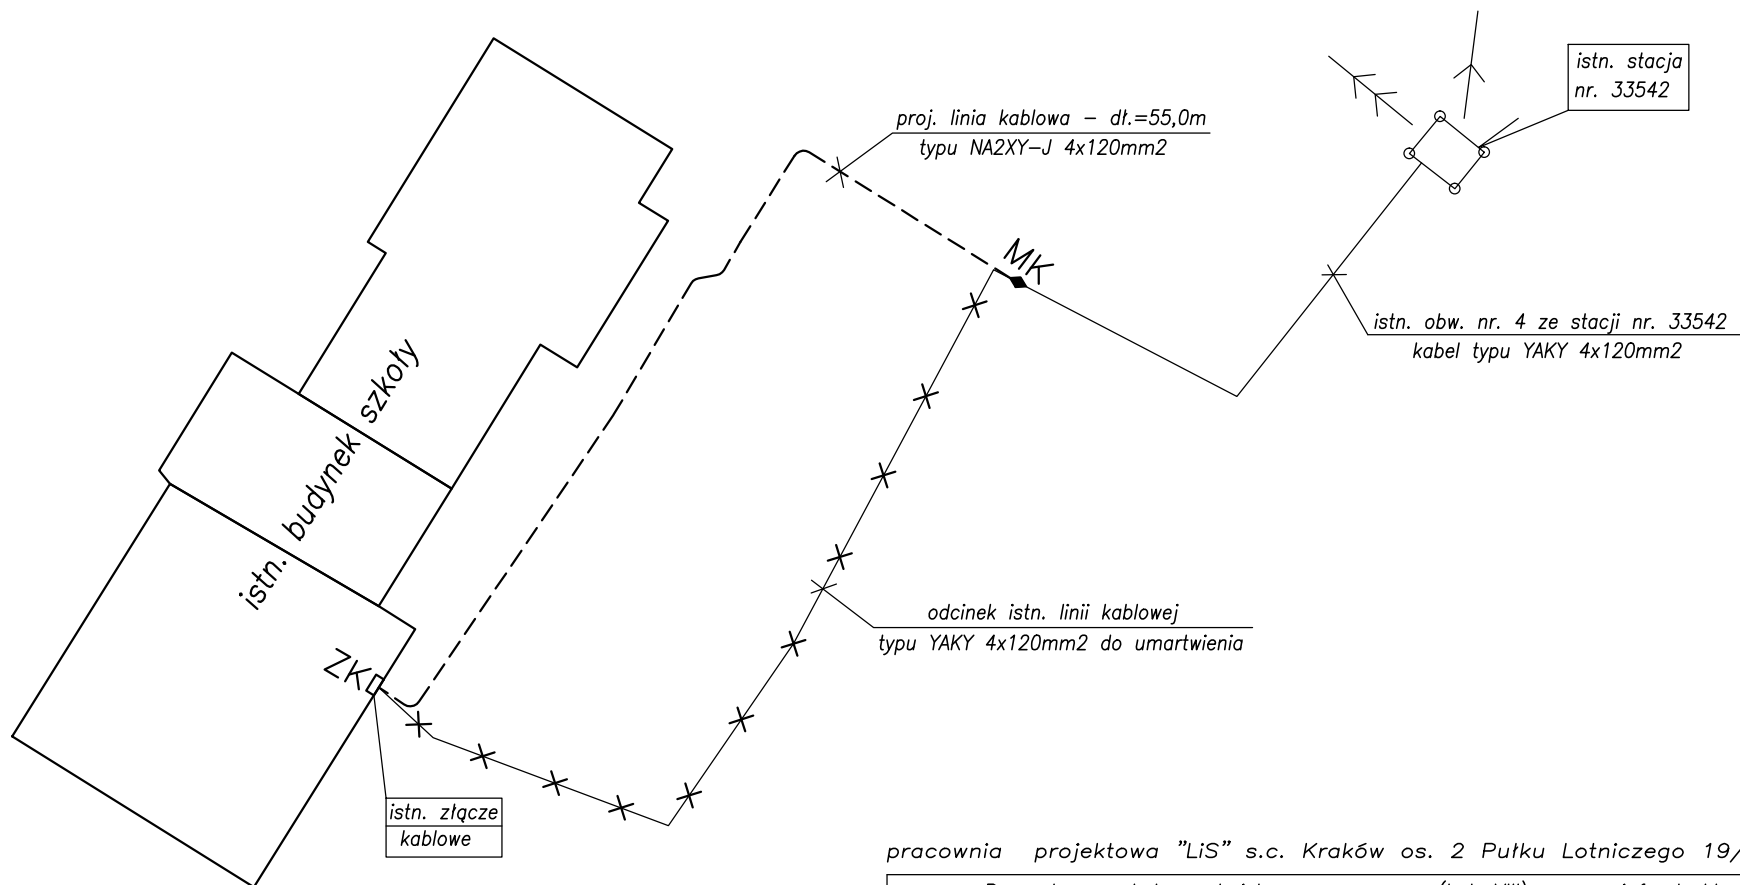 istn. stacja
nr. 33542
proj. linia kablowa – dł.=55,0m
typu NA2XY-J 4x120mm2
MK
istn. obw. nr. 4 ze stacji nr. 33542
kabel typu YAKY 4x120mm2
istn. budynek szkoły
odcinek istn. linii kablowej
typu YAKY 4x120mm2 do umartwienia
ZK
istn. złącze
kablowe
pracownia projektowa "LiS" s.c. Kraków os. 2 Pułku Lotniczego 19/